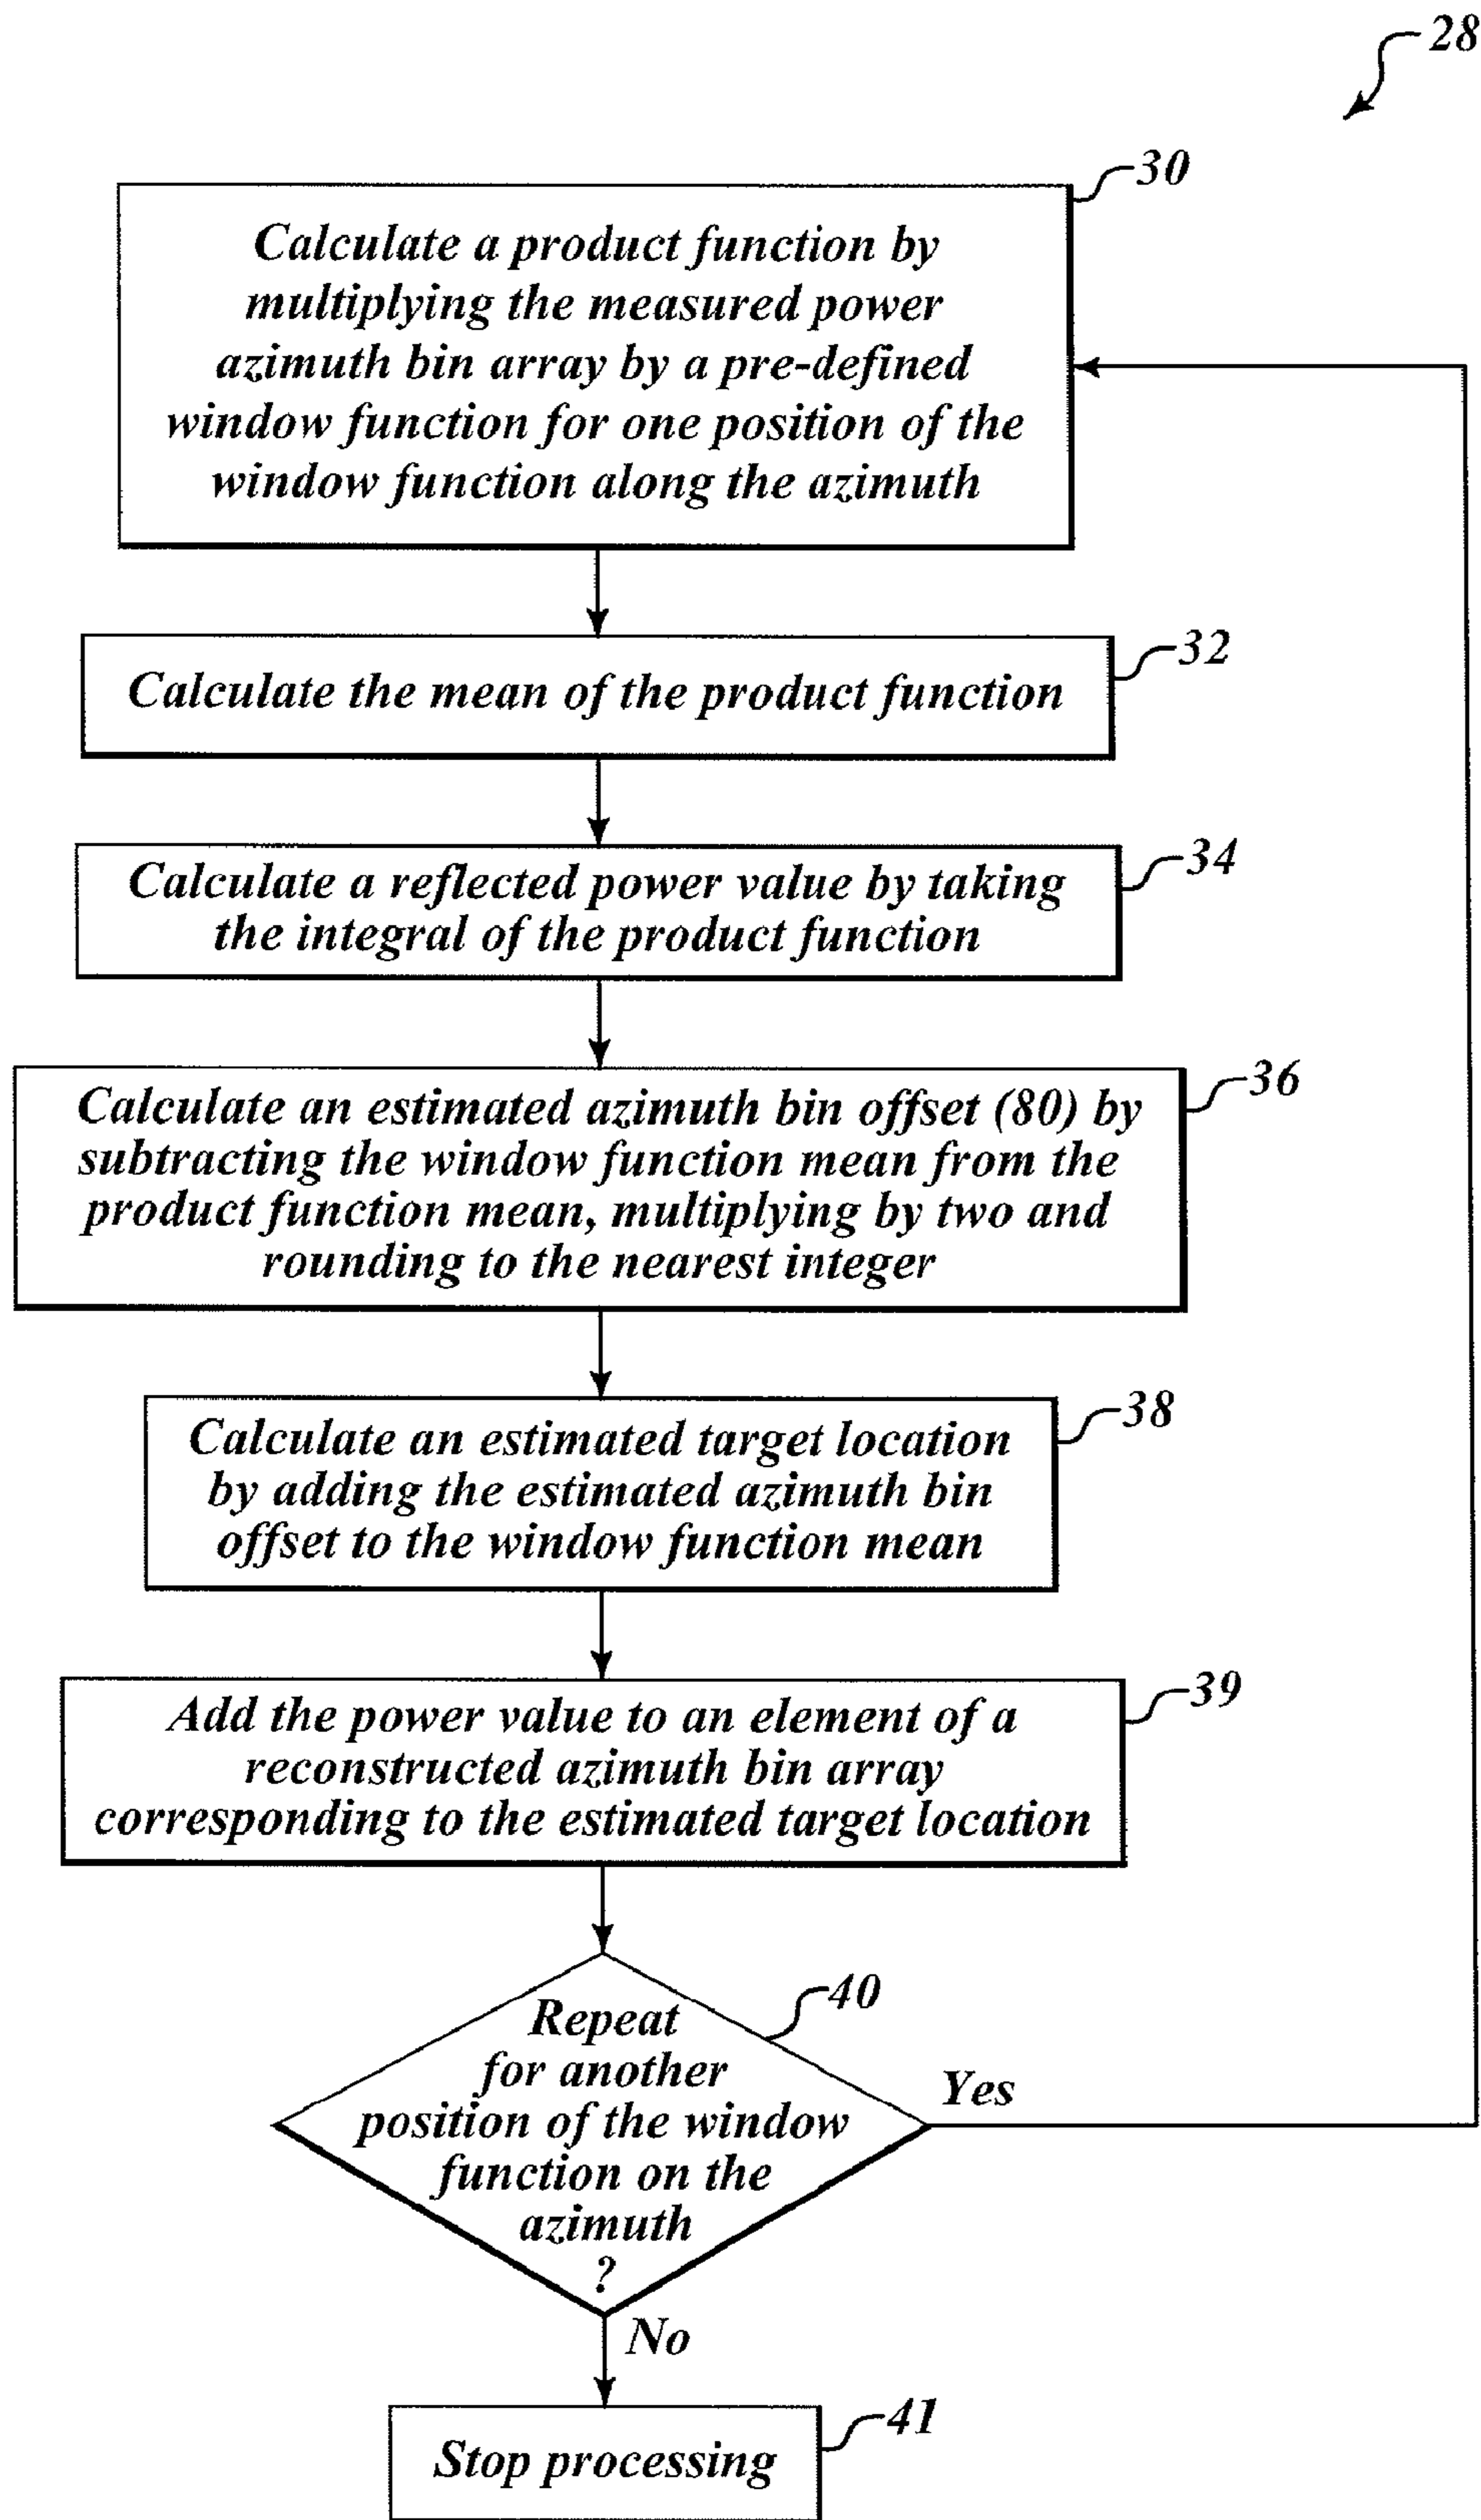 28
30
Calculate a product function by
multiplying the measured power
azimuth bin array by a pre-defined
window function for one position of the
window function along the azimuth
32
Calculate the mean of the product function
34
Calculate a reflected power value by taking
the integral of the product function
36
Calculate an estimated azimuth bin offset (80) by
subtracting the window function mean from the
product function mean, multiplying by two and
rounding to the nearest integer
38
Calculate an estimated target location
by adding the estimated azimuth bin
offset to the window function mean
39
Add the power value to an element of a
reconstructed azimuth bin array
corresponding to the estimated target location
40
Repeat
for another
position of the window
function on the
azimuth
?
Yes
No
41
Stop processing